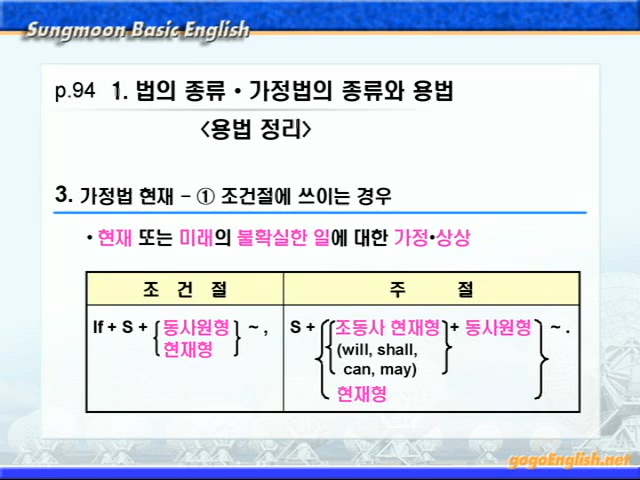 Sungmoon Basic English
p.94 1. 법의 종류 • 가정법의 종류와 용법
<용법 정리>
3. 가정법 현재 – ① 조건절에 쓰이는 경우
• 현재 또는 미래의 불확실한 일에 대한 가정•상상
조 건 절
주 절
If + S + { 동사원형 } ~ ,
현재형
S + { { 조동사 현재형 } + 동사원형 } ~ .
(will, shall,
can, may)
현재형
gogoEnglish.net